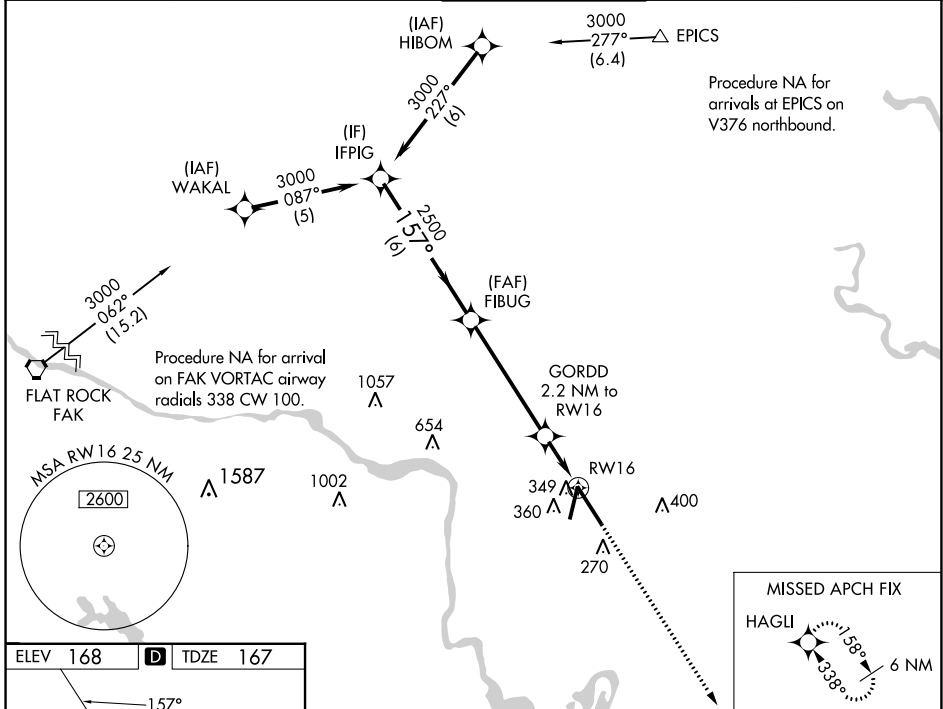 (IAF)
HIBOM
3000
277°
(6.4)
EPICS
Procedure NA for
arrivals at EPICS on
V376 northbound.
3000
227°
(6)
(IF)
IFPIG
(IAF)
WAKAL
3000
087°
(5)
2500
157°
(6)
(FAF)
FIBUG
3000
062°
(15.2)
FLAT ROCK
FAK
Procedure NA for arrival
on FAK VORTAC airway
radials 338 CW 100.
1057
654
GORDD
2.2 NM to
RW16
RW16
349
360
400
270
MSA RW16 25 NM
2600
1587
1002
MISSED APCH FIX
HAGLI
158°
338°
6 NM
ELEV 168 D TDZE 167
157°